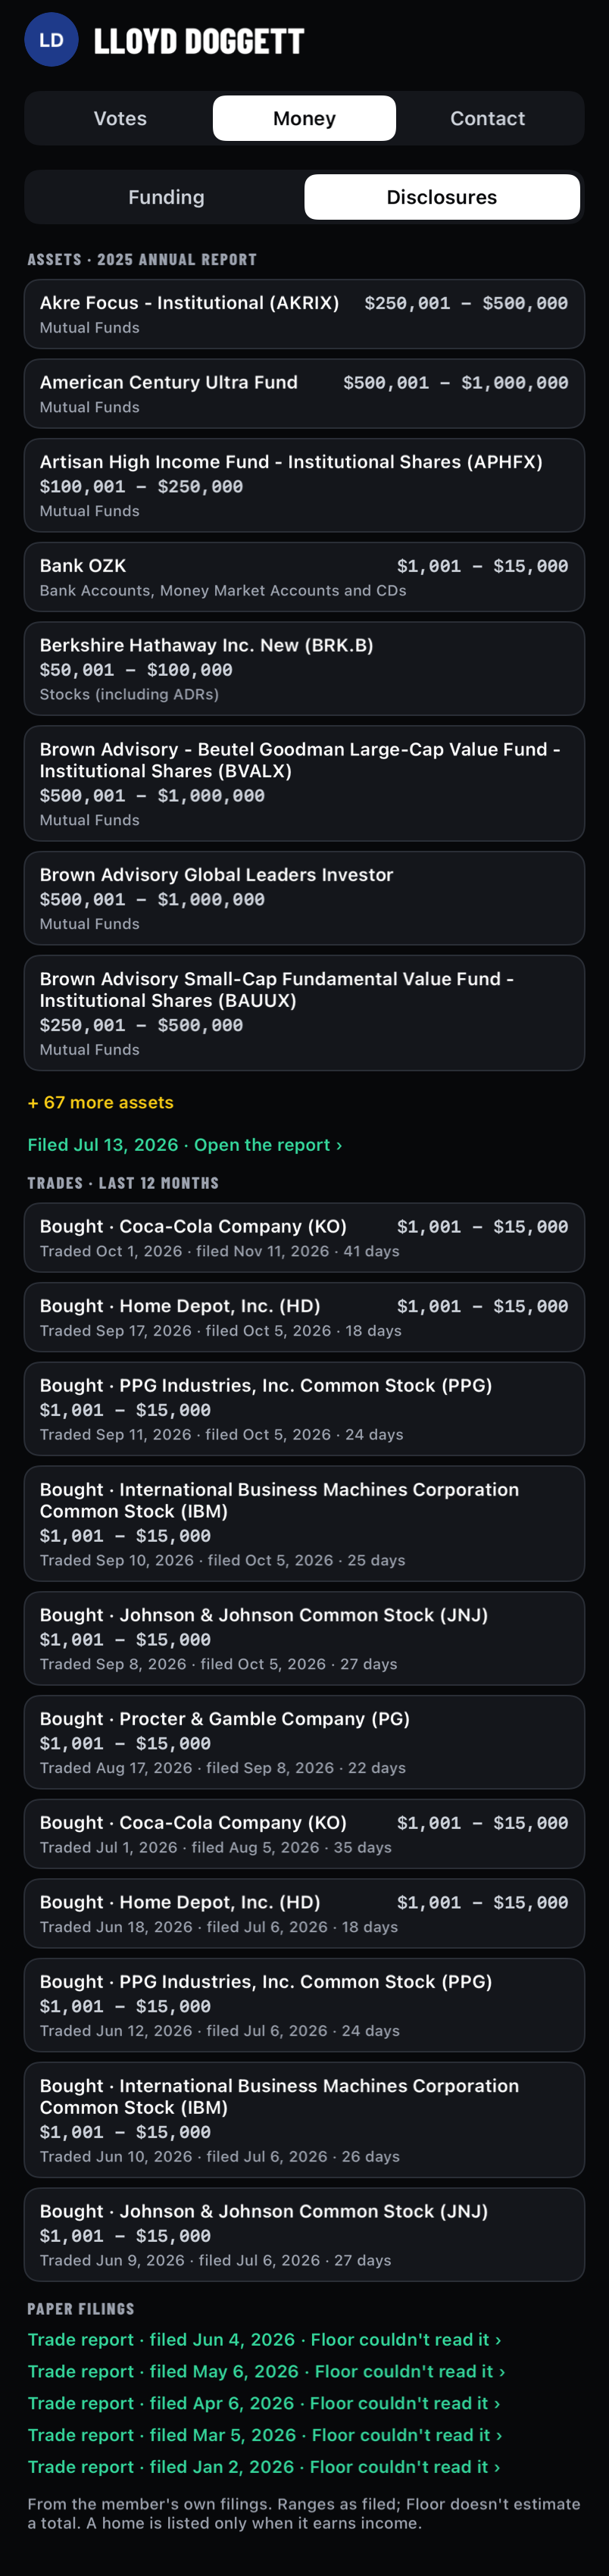 LD
LLOYD DOGGETT
Votes
Money
Contact
Funding
Disclosures
ASSETS · 2025 ANNUAL REPORT
Akre Focus - Institutional (AKRIX) $250,001 – $500,000
Mutual Funds
American Century Ultra Fund $500,001 – $1,000,000
Mutual Funds
Artisan High Income Fund - Institutional Shares (APHFX)
$100,001 – $250,000
Mutual Funds
Bank OZK $1,001 – $15,000
Bank Accounts, Money Market Accounts and CDs
Berkshire Hathaway Inc. New (BRK.B)
$50,001 – $100,000
Stocks (including ADRs)
Brown Advisory - Beutel Goodman Large-Cap Value Fund -
Institutional Shares (BVALX)
$500,001 – $1,000,000
Mutual Funds
Brown Advisory Global Leaders Investor
$500,001 – $1,000,000
Mutual Funds
Brown Advisory Small-Cap Fundamental Value Fund -
Institutional Shares (BAUUX)
$250,001 – $500,000
Mutual Funds
+ 67 more assets
Filed Jul 13, 2026 · Open the report ›
TRADES · LAST 12 MONTHS
Bought · Coca-Cola Company (KO) $1,001 – $15,000
Traded Oct 1, 2026 · filed Nov 11, 2026 · 41 days
Bought · Home Depot, Inc. (HD) $1,001 – $15,000
Traded Sep 17, 2026 · filed Oct 5, 2026 · 18 days
Bought · PPG Industries, Inc. Common Stock (PPG)
$1,001 – $15,000
Traded Sep 11, 2026 · filed Oct 5, 2026 · 24 days
Bought · International Business Machines Corporation
Common Stock (IBM)
$1,001 – $15,000
Traded Sep 10, 2026 · filed Oct 5, 2026 · 25 days
Bought · Johnson & Johnson Common Stock (JNJ)
$1,001 – $15,000
Traded Sep 8, 2026 · filed Oct 5, 2026 · 27 days
Bought · Procter & Gamble Company (PG)
$1,001 – $15,000
Traded Aug 17, 2026 · filed Sep 8, 2026 · 22 days
Bought · Coca-Cola Company (KO) $1,001 – $15,000
Traded Jul 1, 2026 · filed Aug 5, 2026 · 35 days
Bought · Home Depot, Inc. (HD) $1,001 – $15,000
Traded Jun 18, 2026 · filed Jul 6, 2026 · 18 days
Bought · PPG Industries, Inc. Common Stock (PPG)
$1,001 – $15,000
Traded Jun 12, 2026 · filed Jul 6, 2026 · 24 days
Bought · International Business Machines Corporation
Common Stock (IBM)
$1,001 – $15,000
Traded Jun 10, 2026 · filed Jul 6, 2026 · 26 days
Bought · Johnson & Johnson Common Stock (JNJ)
$1,001 – $15,000
Traded Jun 9, 2026 · filed Jul 6, 2026 · 27 days
PAPER FILINGS
Trade report · filed Jun 4, 2026 · Floor couldn't read it ›
Trade report · filed May 6, 2026 · Floor couldn't read it ›
Trade report · filed Apr 6, 2026 · Floor couldn't read it ›
Trade report · filed Mar 5, 2026 · Floor couldn't read it ›
Trade report · filed Jan 2, 2026 · Floor couldn't read it ›
From the member's own filings. Ranges as filed; Floor doesn't estimate
a total. A home is listed only when it earns income.